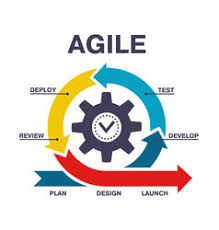 AGILE
DEPLOY TEST
REVIEW DEVELOP
PLAN DESIGN LAUNCH